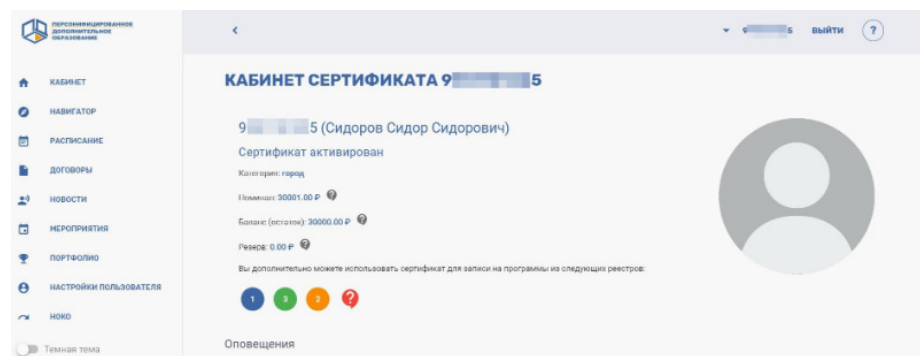 ПЕРСОНИФИЦИРОВАННОЕ
ДОПОЛНИТЕЛЬНОЕ
ОБРАЗОВАНИЕ
9 5 ВЫЙТИ ?
КАБИНЕТ
НАВИГАТОР
РАСПИСАНИЕ
ДОГОВОРЫ
НОВОСТИ
МЕРОПРИЯТИЯ
ПОРТФОЛИО
НАСТРОЙКИ ПОЛЬЗОВАТЕЛЯ
НОКО
Темная тема
КАБИНЕТ СЕРТИФИКАТА 9 5
9 5 (Сидоров Сидор Сидорович)
Сертификат активирован
Категория: город
Номинал: 30001.00 ₽ ?
Баланс (остаток): 30000.00 ₽ ?
Резерв: 0.00 ₽ ?
Вы дополнительно можете использовать сертификат для записи на программы из следующих реестров:
1 3 2 ?
Оповещения